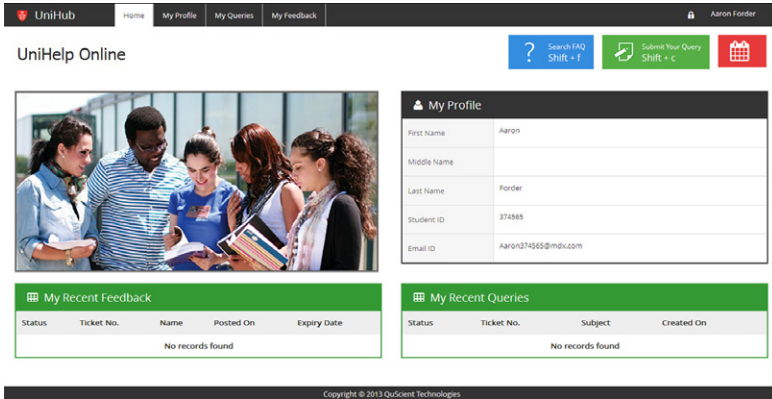 UniHub Home My Profile My Queries My Feedback Aaron Forder
UniHelp Online
? Search FAQ
Shift + f
Submit Your Query
Shift + c
My Profile
First Name Aaron
Middle Name
Last Name Forder
Student ID 374565
Email ID Aaron374565@mdx.com
My Recent Feedback
Status Ticket No. Name Posted On Expiry Date
No records found
My Recent Queries
Status Ticket No. Subject Created On
No records found
Copyright © 2013 QuScient Technologies